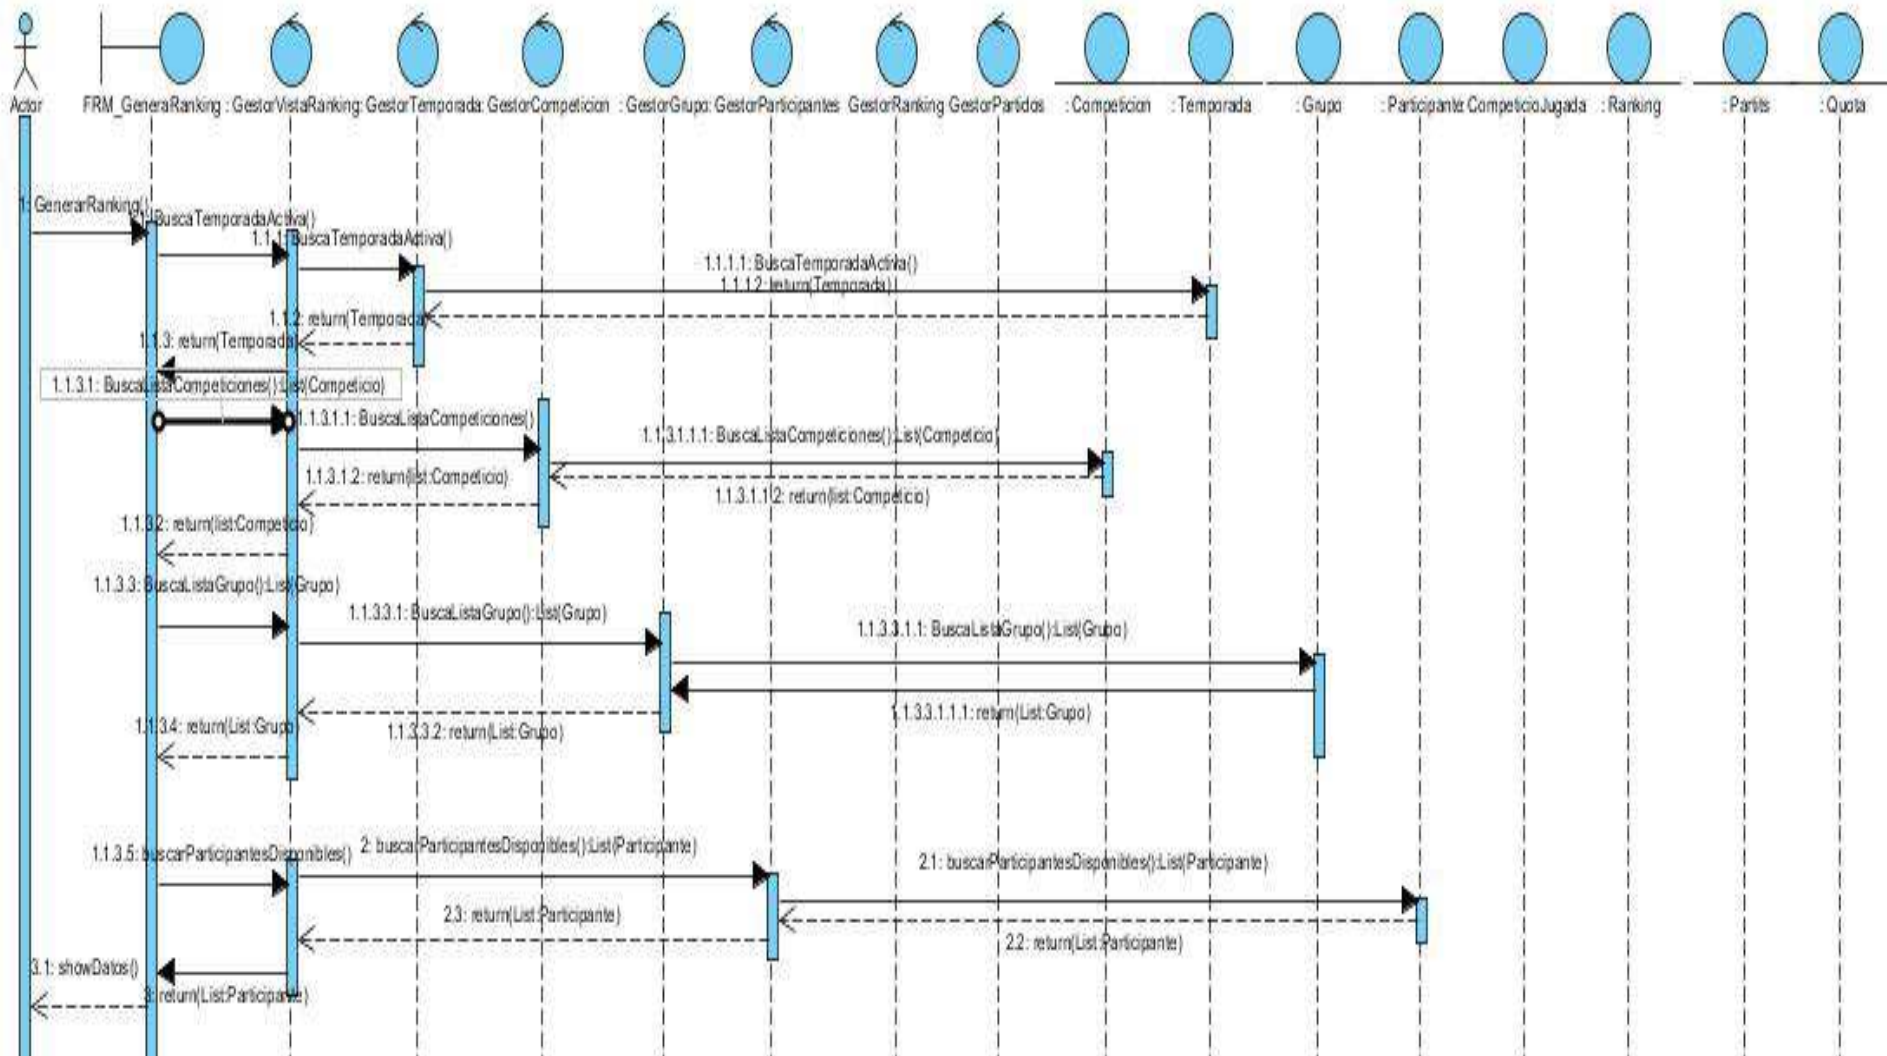 Actor
FRM_GeneraRanking
: GestorVistaRanking
: GestorTemporada
: GestorCompeticion
: GestorGrupo
: GestorParticipantes
GestorRanking
GestorPartidos
: Competicion
: Temporada
: Grupo
: Participante
CompeticioJugada
: Ranking
: Partits
: Quota
1: GenerarRanking()
1.1: BuscaTemporadaActiva()
1.1.1: BuscaTemporadaActiva()
1.1.1.1: BuscaTemporadaActiva()
1.1.1.2: return(Temporada)
1.1.2: return(Temporada)
1.1.3: return(Temporada)
1.1.3.1: BuscaListaCompeticiones():List(Competicio)
1.1.3.1.1: BuscaListaCompeticiones()
1.1.3.1.1.1: BuscaListaCompeticiones():List(Competicio)
1.1.3.1.2: return(list:Competicio)
1.1.3.1.1.2: return(list:Competicio)
1.1.3.2: return(list:Competicio)
1.1.3.3: BuscaListaGrupo():List(Grupo)
1.1.3.3.1: BuscaListaGrupo():List(Grupo)
1.1.3.3.1.1: BuscaListaGrupo():List(Grupo)
1.1.3.3.1.1.1: return(List:Grupo)
1.1.3.4: return(List:Grupo)
1.1.3.3.2: return(List:Grupo)
1.1.3.5: buscarParticipantesDisponibles()
2: buscarParticipantesDisponibles():List(Participante)
2.1: buscarParticipantesDisponibles():List(Participante)
2.3: return(List:Participante)
2.2: return(List:Participante)
3.1: showDatos()
3: return(List:Participante)